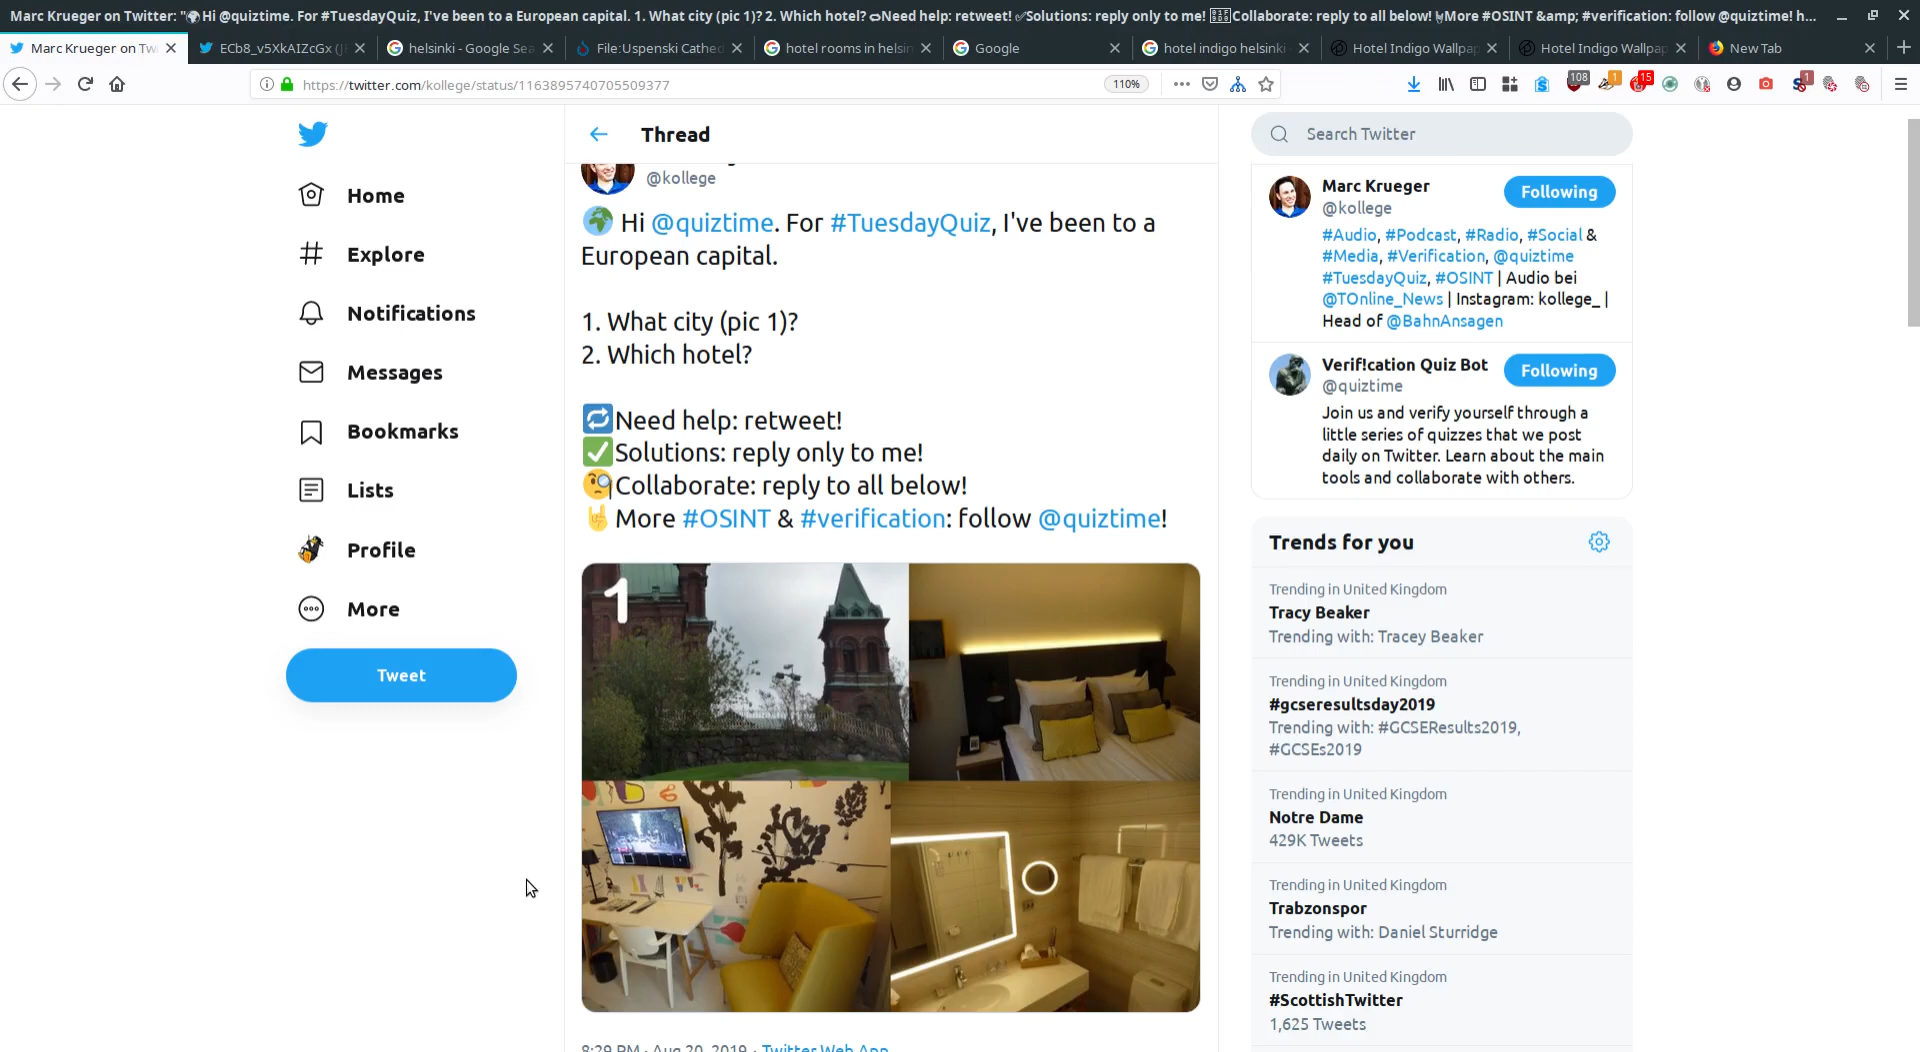 Marc Krueger on Twitter: "Hi @quiztime. For #TuesdayQuiz, I've been to a European capital. 1. What city (pic 1)? 2. Which hotel? Need help: retweet! Solutions: reply only to me! Collaborate: reply to all below! More #OSINT &amp; #verification: follow @quiztime! h...
Marc Krueger on Tw
ECb8_v5XkAIZcGx (J
helsinki - Google Sea
File:Uspenski Cathed
hotel rooms in helsin
Google
hotel indigo helsinki
Hotel Indigo Wallpap
Hotel Indigo Wallpap
New Tab
https://twitter.com/kollege/status/1163895740705509377
110%
108
1
15
1
Home
Explore
Notifications
Messages
Bookmarks
Lists
Profile
More
Tweet
Thread
@kollege
Hi @quiztime. For #TuesdayQuiz, I've been to a
European capital.
1. What city (pic 1)?
2. Which hotel?
Need help: retweet!
Solutions: reply only to me!
Collaborate: reply to all below!
More #OSINT & #verification: follow @quiztime!
1
8:29 PM · Aug 20, 2019 · Twitter Web App
Search Twitter
Marc Krueger
@kollege
Following
#Audio, #Podcast, #Radio, #Social &
#Media, #Verification, @quiztime
#TuesdayQuiz, #OSINT | Audio bei
@TOnline_News | Instagram: kollege_ |
Head of @BahnAnsagen
Verif!cation Quiz Bot
@quiztime
Following
Join us and verify yourself through a
little series of quizzes that we post
daily on Twitter. Learn about the main
tools and collaborate with others.
Trends for you
Trending in United Kingdom
Tracy Beaker
Trending with: Tracey Beaker
Trending in United Kingdom
#gcseresultsday2019
Trending with: #GCSEResults2019,
#GCSEs2019
Trending in United Kingdom
Notre Dame
429K Tweets
Trending in United Kingdom
Trabzonspor
Trending with: Daniel Sturridge
Trending in United Kingdom
#ScottishTwitter
1,625 Tweets